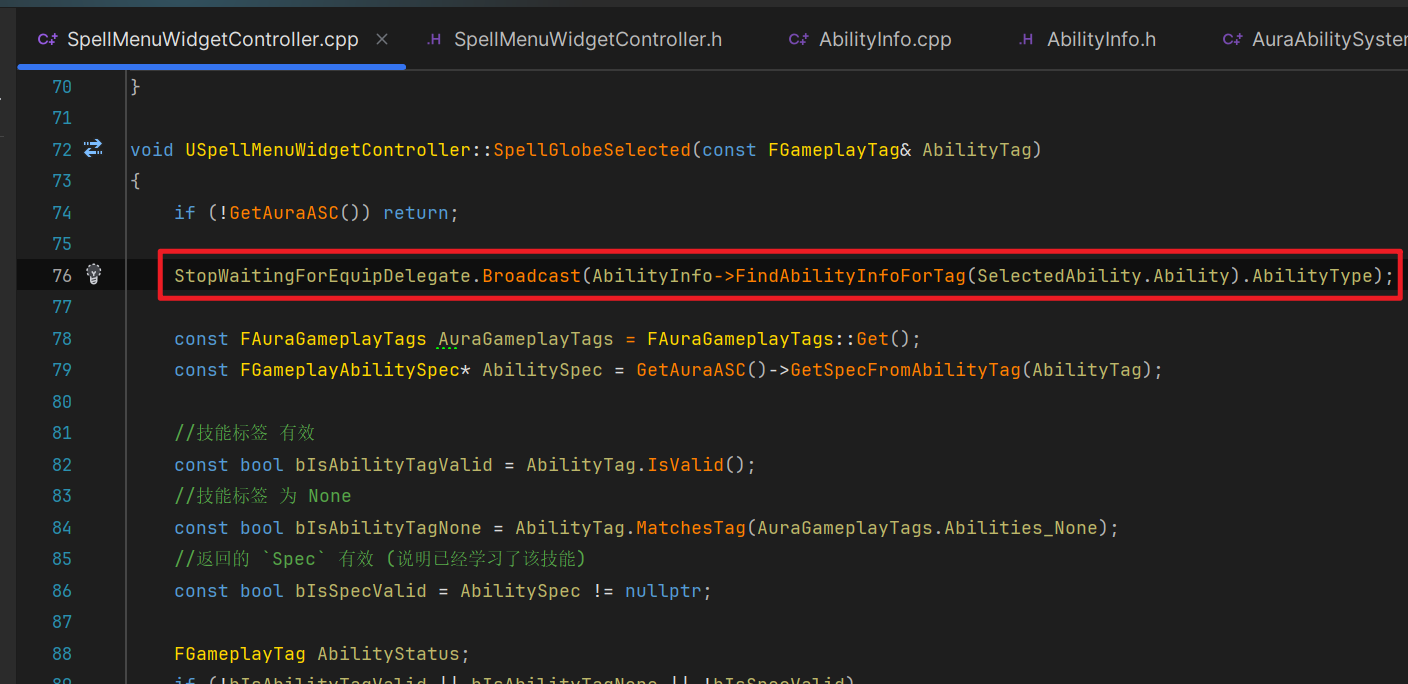 C+ SpellMenuWidgetController.cpp × .H SpellMenuWidgetController.h C+ AbilityInfo.cpp .H AbilityInfo.h C+ AuraAbilitySyster
70 }
71
72 void USpellMenuWidgetController::SpellGlobeSelected(const FGameplayTag& AbilityTag)
73 {
74 if (!GetAuraASC()) return;
75
76 StopWaitingForEquipDelegate.Broadcast(AbilityInfo->FindAbilityInfoForTag(SelectedAbility.Ability).AbilityType);
77
78 const FAuraGameplayTags AuraGameplayTags = FAuraGameplayTags::Get();
79 const FGameplayAbilitySpec* AbilitySpec = GetAuraASC()->GetSpecFromAbilityTag(AbilityTag);
80
81 //技能标签 有效
82 const bool bIsAbilityTagValid = AbilityTag.IsValid();
83 //技能标签 为 None
84 const bool bIsAbilityTagNone = AbilityTag.MatchesTag(AuraGameplayTags.Abilities_None);
85 //返回的 `Spec` 有效 (说明已经学习了该技能)
86 const bool bIsSpecValid = AbilitySpec != nullptr;
87
88 FGameplayTag AbilityStatus;
89 if (!bIsAbilityTagValid || bIsAbilityTagNone || !bIsSpecValid)